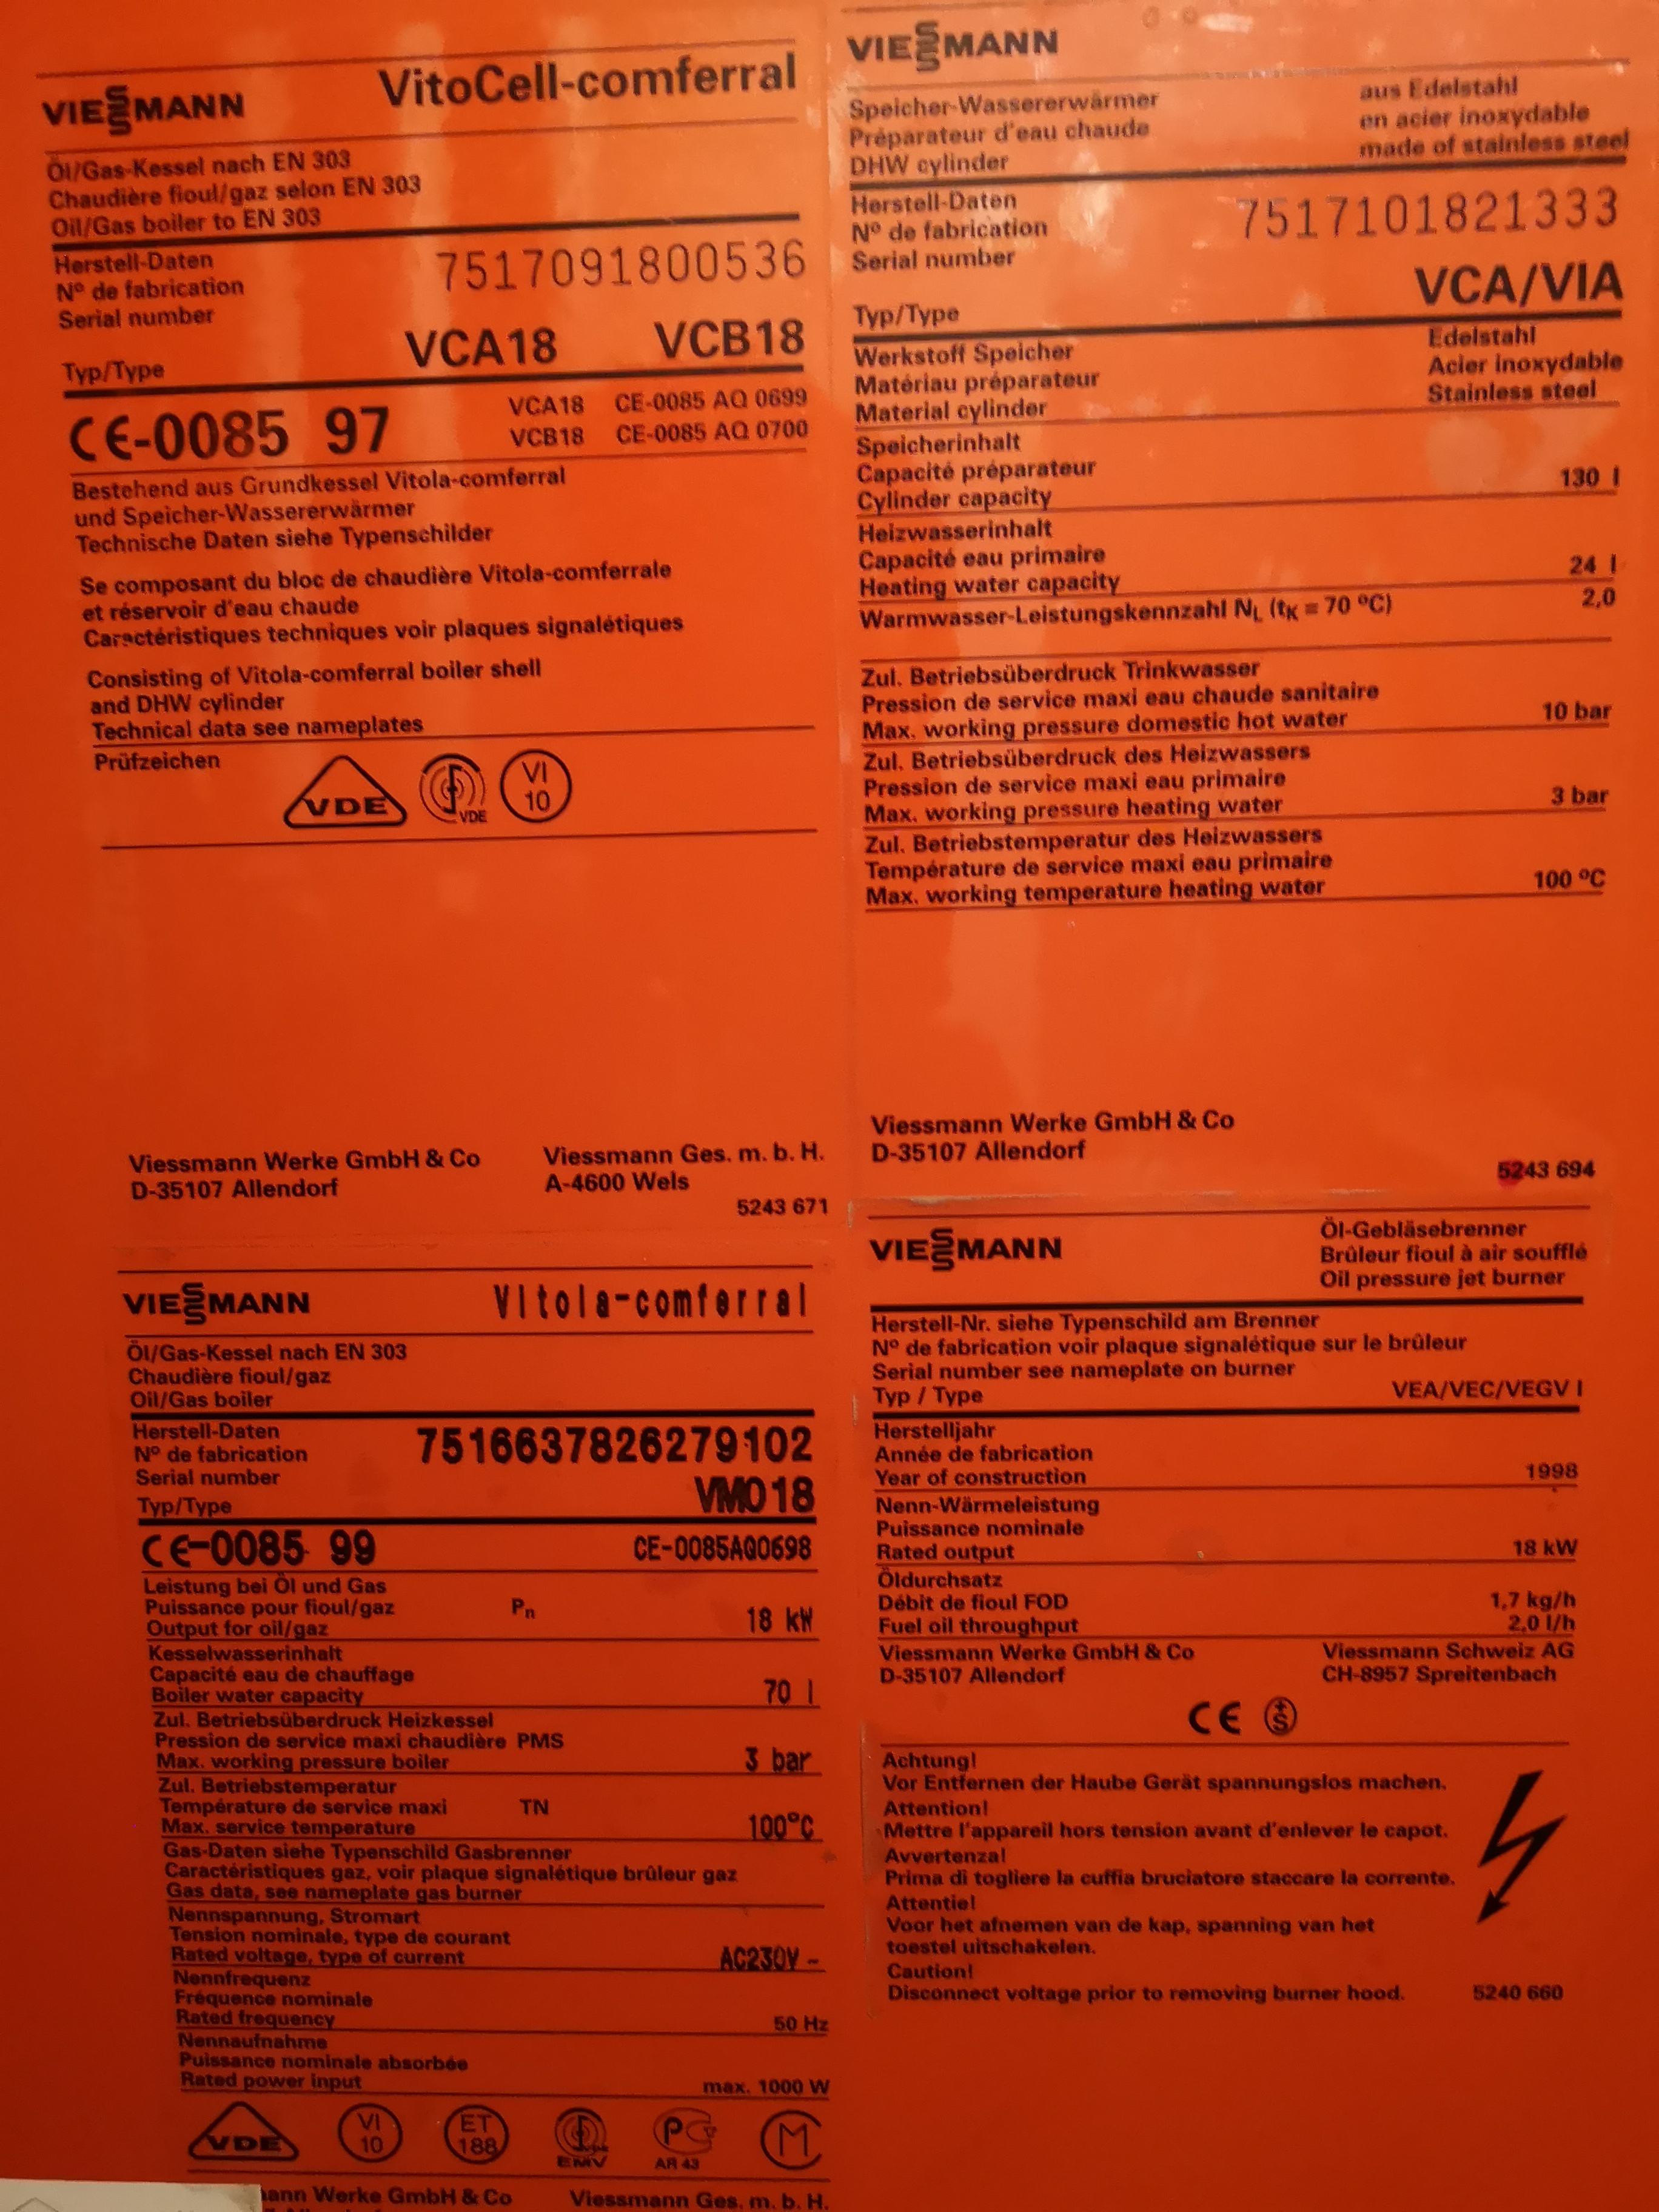 VIESSMANN VitoCell-comferral
Öl/Gas-Kessel nach EN 303
Chaudière fioul/gaz selon EN 303
Oil/Gas boiler to EN 303
Herstell-Daten
Nº de fabrication
Serial number
7517091800536
Typ/Type VCA18 VCB18
CE-0085 97
VCA18 CE-0085 AQ 0699
VCB18 CE-0085 AQ 0700
Bestehend aus Grundkessel Vitola-comferral
und Speicher-Wassererwärmer
Technische Daten siehe Typenschilder
Se composant du bloc de chaudière Vitola-comferrale
et réservoir d'eau chaude
Caractéristiques techniques voir plaques signalétiques
Consisting of Vitola-comferral boiler shell
and DHW cylinder
Technical data see nameplates
Prüfzeichen
VDE
VDE
VI
10
Viessmann Werke GmbH & Co
D-35107 Allendorf
Viessmann Ges. m. b. H.
A-4600 Wels
5243 671
VIESSMANN
Speicher-Wassererwärmer
Préparateur d'eau chaude
DHW cylinder
aus Edelstahl
en acier inoxydable
made of stainless steel
Herstell-Daten
Nº de fabrication
Serial number
7517101821333
Typ/Type VCA/VIA
Werkstoff Speicher
Matériau préparateur
Material cylinder
Edelstahl
Acier inoxydable
Stainless steel
Speicherinhalt
Capacité préparateur
Cylinder capacity 130 l
Heizwasserinhalt
Capacité eau primaire
Heating water capacity 24 l
Warmwasser-Leistungskennzahl NL (tK = 70 ºC) 2,0
Zul. Betriebsüberdruck Trinkwasser
Pression de service maxi eau chaude sanitaire
Max. working pressure domestic hot water 10 bar
Zul. Betriebsüberdruck des Heizwassers
Pression de service maxi eau primaire
Max. working pressure heating water 3 bar
Zul. Betriebstemperatur des Heizwassers
Température de service maxi eau primaire
Max. working temperature heating water 100 ºC
Viessmann Werke GmbH & Co
D-35107 Allendorf
5243 694
VIESSMANN Vitola-comferral
Öl/Gas-Kessel nach EN 303
Chaudière fioul/gaz
Oil/Gas boiler
Herstell-Daten
Nº de fabrication
Serial number
7516637826279102
Typ/Type VMO18
CE-0085 99 CE-0085AQ0698
Leistung bei Öl und Gas
Puissance pour fioul/gaz Pn
Output for oil/gaz 18 kW
Kesselwasserinhalt
Capacité eau de chauffage
Boiler water capacity 70 l
Zul. Betriebsüberdruck Heizkessel
Pression de service maxi chaudière PMS
Max. working pressure boiler 3 bar
Zul. Betriebstemperatur
Température de service maxi TN
Max. service temperature 100°C
Gas-Daten siehe Typenschild Gasbrenner
Caractéristiques gaz, voir plaque signalétique brûleur gaz
Gas data, see nameplate gas burner
Nennspannung, Stromart
Tension nominale, type de courant
Rated voltage, type of current AC230V ~
Nennfrequenz
Fréquence nominale
Rated frequency 50 Hz
Nennaufnahme
Puissance nominale absorbée
Rated power input max. 1000 W
VDE
VI
10
ET
188
EMV
AR 43
M
mann Werke GmbH & Co Viessmann Ges. m. b. H.
VIESSMANN
Öl-Gebläsebrenner
Brûleur fioul à air soufflé
Oil pressure jet burner
Herstell-Nr. siehe Typenschild am Brenner
Nº de fabrication voir plaque signalétique sur le brûleur
Serial number see nameplate on burner
Typ / Type VEA/VEC/VEGV I
Herstelljahr
Année de fabrication
Year of construction 1998
Nenn-Wärmeleistung
Puissance nominale
Rated output 18 kW
Öldurchsatz
Débit de fioul FOD 1,7 kg/h
Fuel oil throughput 2,0 l/h
Viessmann Werke GmbH & Co
D-35107 Allendorf
Viessmann Schweiz AG
CH-8957 Spreitenbach
CE
Achtung!
Vor Entfernen der Haube Gerät spannungslos machen.
Attention!
Mettre l'appareil hors tension avant d'enlever le capot.
Avvertenza!
Prima di togliere la cuffia bruciatore staccare la corrente.
Attentie!
Voor het afnemen van de kap, spanning van het
toestel uitschakelen.
Caution!
Disconnect voltage prior to removing burner hood. 5240 660